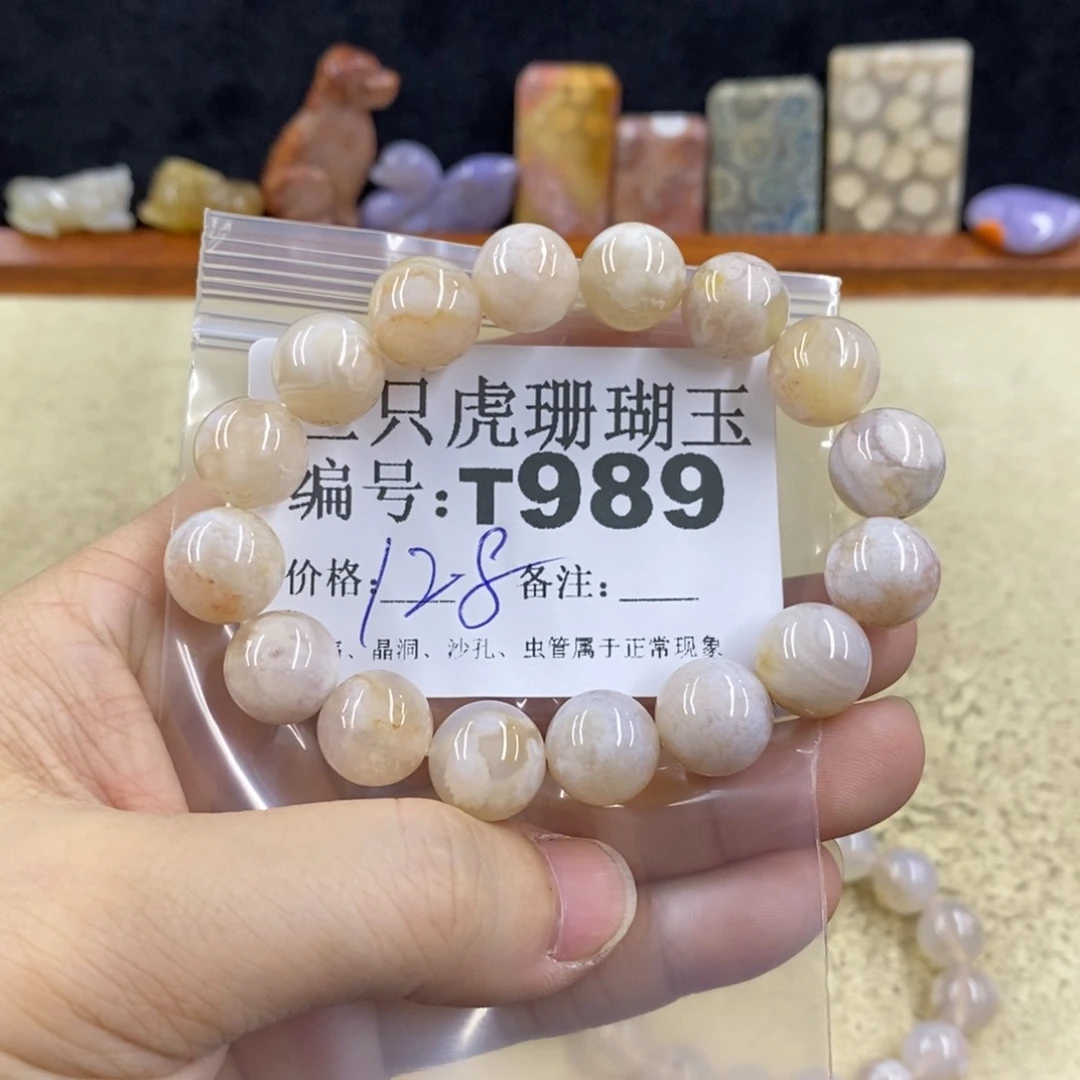 只虎珊瑚玉
编号:T989
价格:128 备注:____
、晶洞、沙孔、虫管属于正常现象